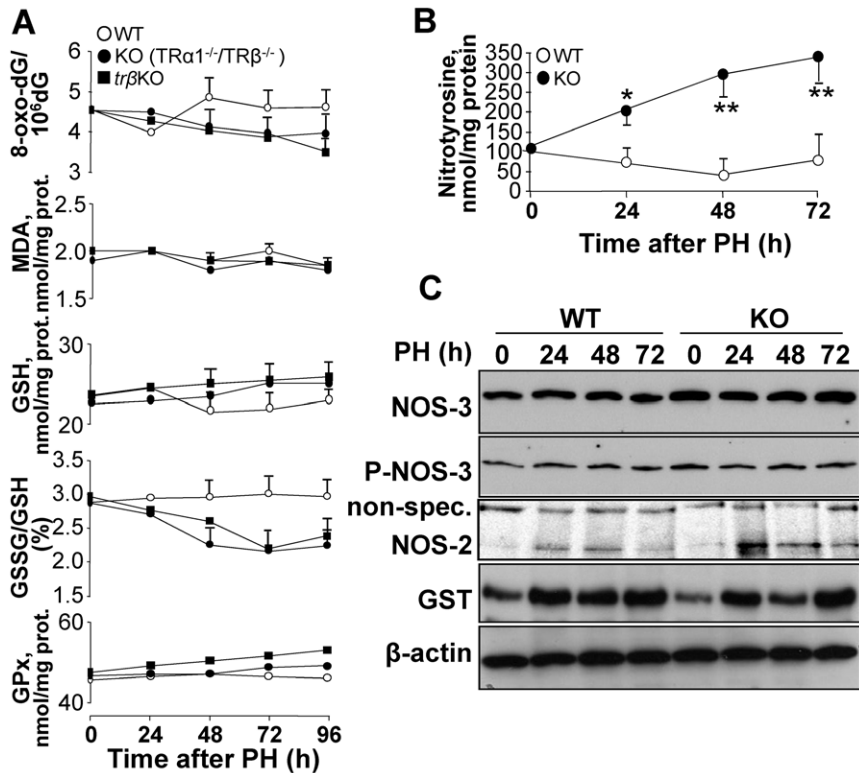 A
WT
KO (TRα1-/-/TRβ-/-)
trβKO
8-oxo-dG/
10⁶dG
6
5
4
3
MDA,
nmol/mg prot.
2.5
2.0
1.5
GSH,
nmol/mg prot.
30
20
GSSG/GSH
(%)
3.5
3.0
2.5
2.0
1.5
GPx,
nmol/mg prot.
60
40
0 24 48 72 96
Time after PH (h)
B
WT
KO
Nitrotyrosine,
nmol/mg protein
350
300
250
200
150
100
50
0
*
**
**
0 24 48 72
Time after PH (h)
C
WT KO
PH (h) 0 24 48 72 0 24 48 72
NOS-3
P-NOS-3
non-spec.
NOS-2
GST
β-actin